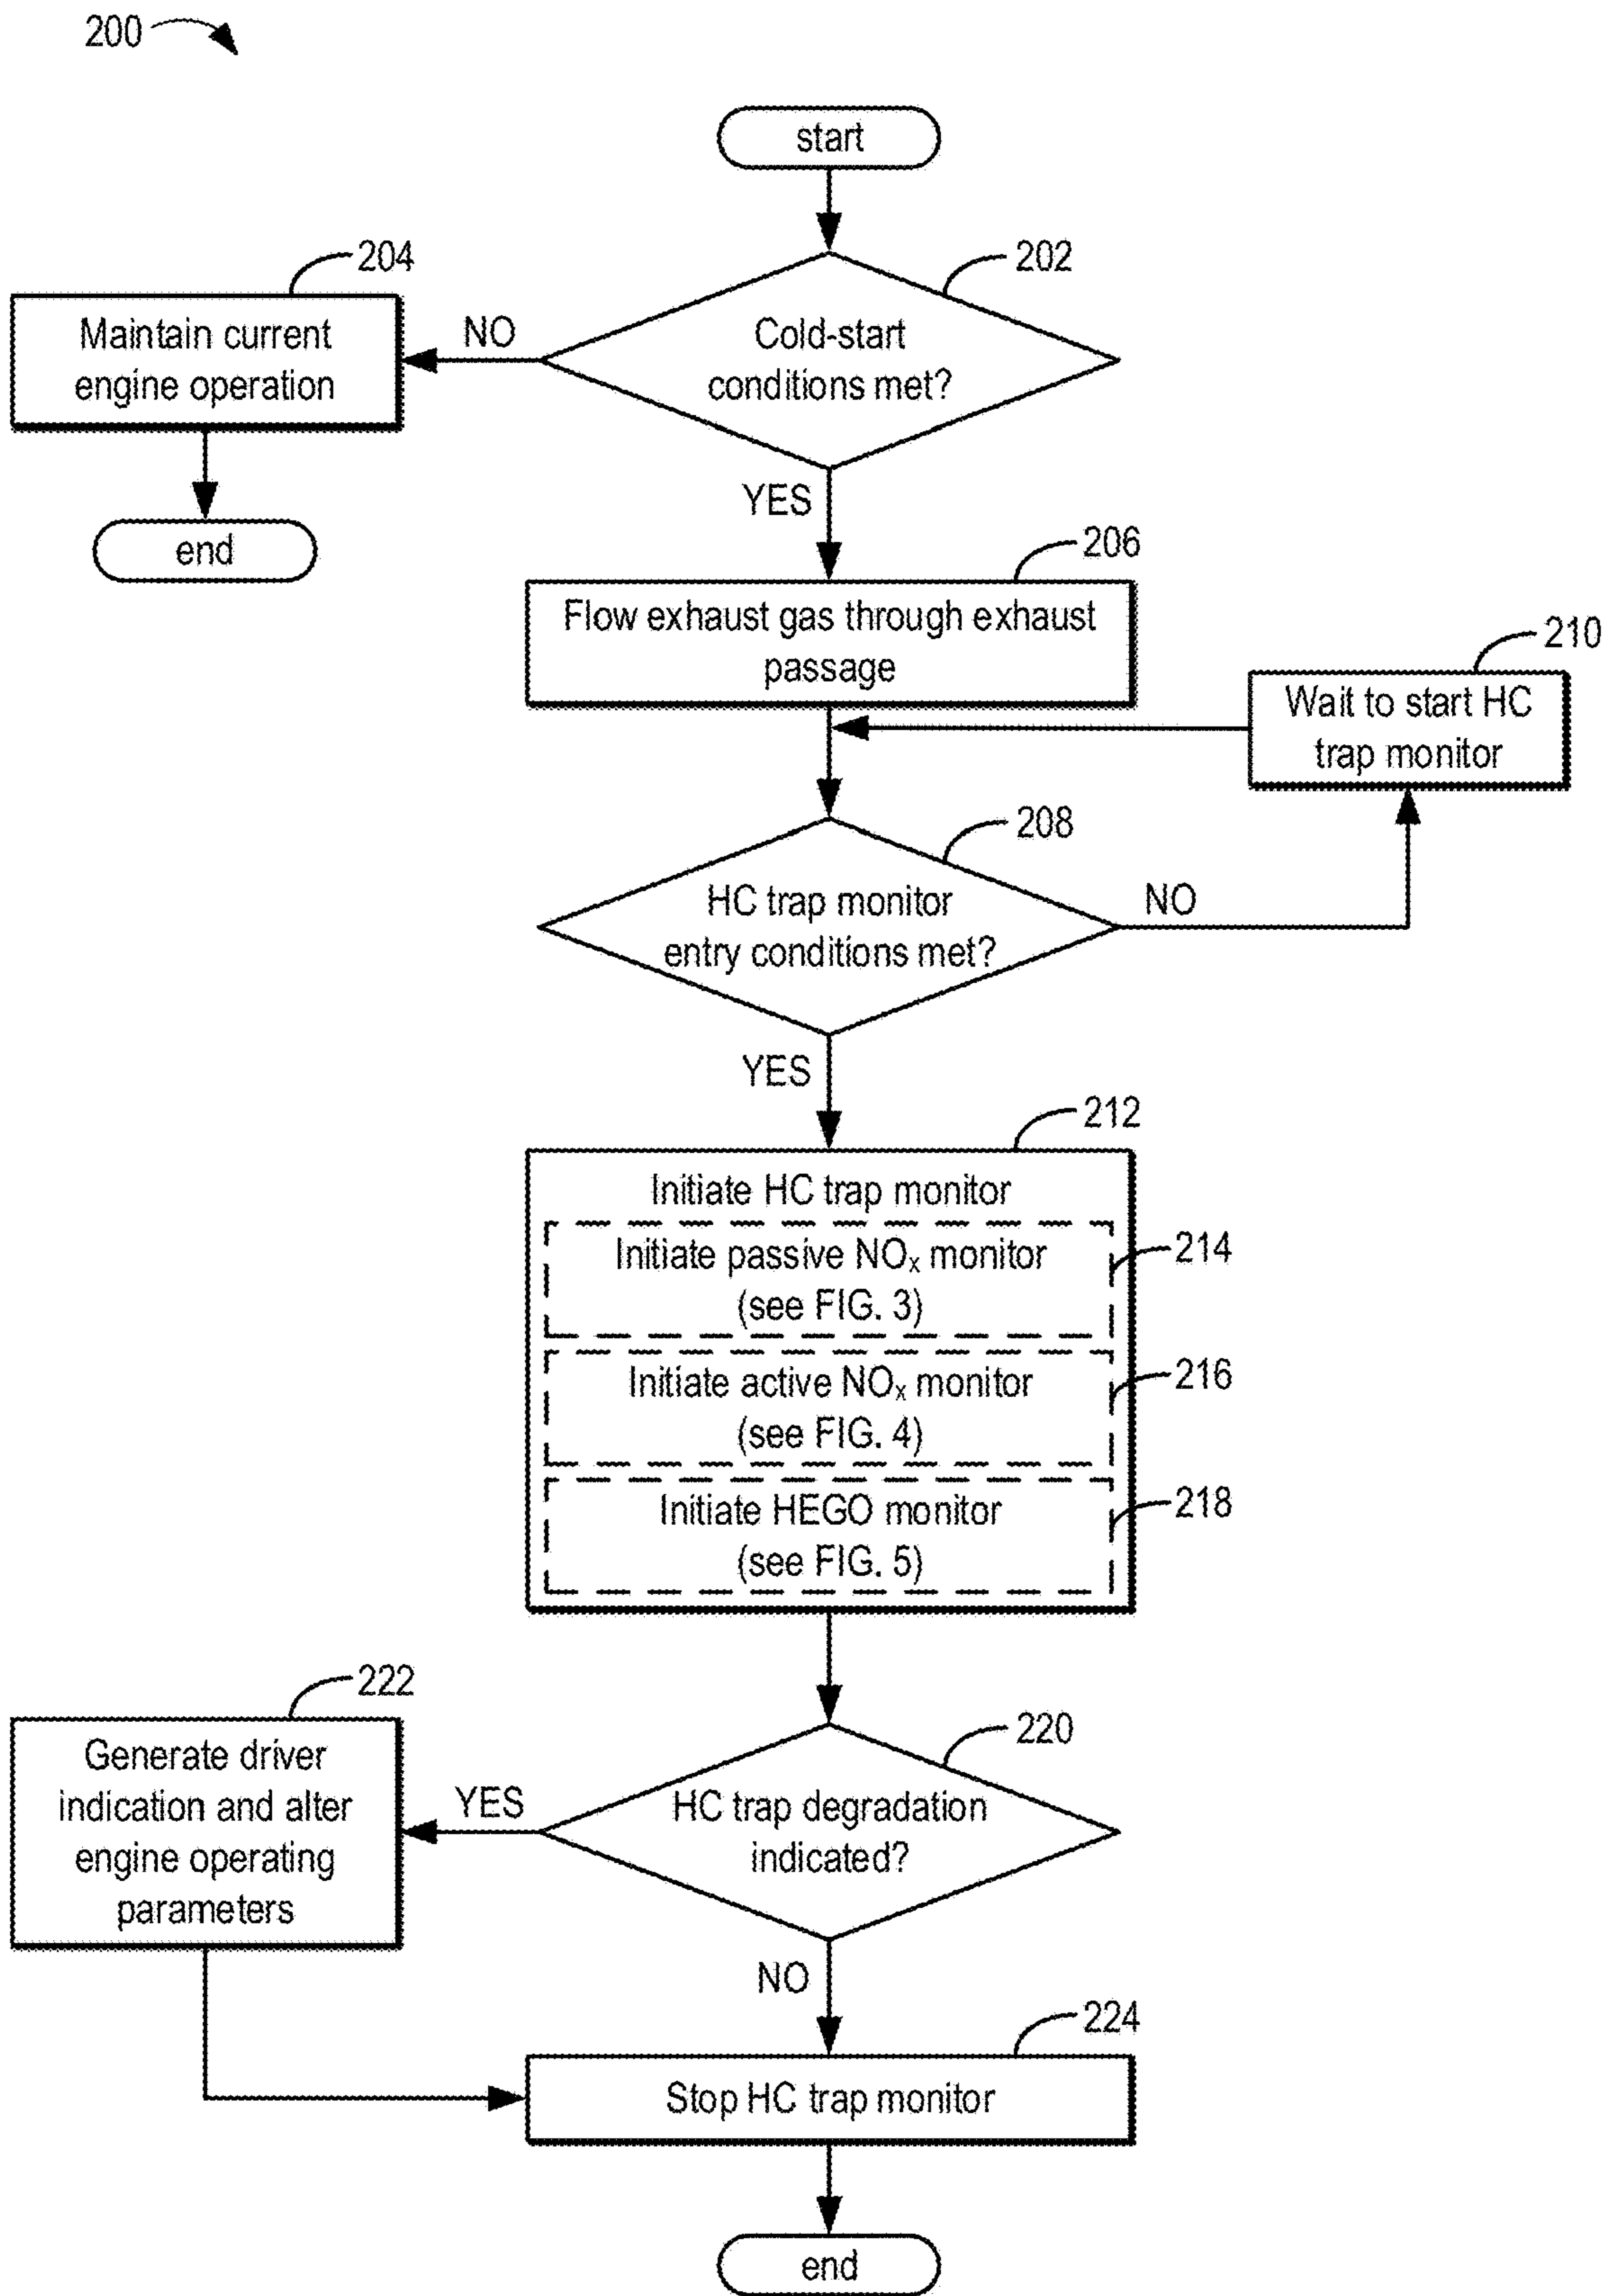 200
start
202
Cold-start
conditions met?
NO
204
Maintain current
engine operation
end
YES
206
Flow exhaust gas through exhaust
passage
210
Wait to start HC
trap monitor
208
HC trap monitor
entry conditions met?
NO
YES
212
Initiate HC trap monitor
Initiate passive NOₓ monitor
(see FIG. 3)
214
Initiate active NOₓ monitor
(see FIG. 4)
216
Initiate HEGO monitor
(see FIG. 5)
218
220
HC trap degradation
indicated?
YES
222
Generate driver
indication and alter
engine operating
parameters
NO
224
Stop HC trap monitor
end